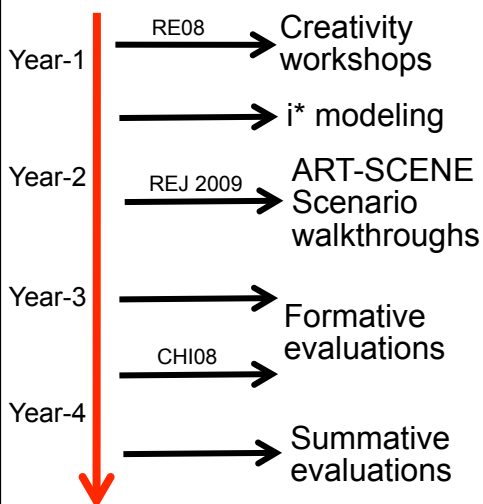 RE08
Creativity
workshops
Year-1
i* modeling
Year-2
REJ 2009
ART-SCENE
Scenario
walkthroughs
Year-3
Formative
evaluations
CHI08
Year-4
Summative
evaluations